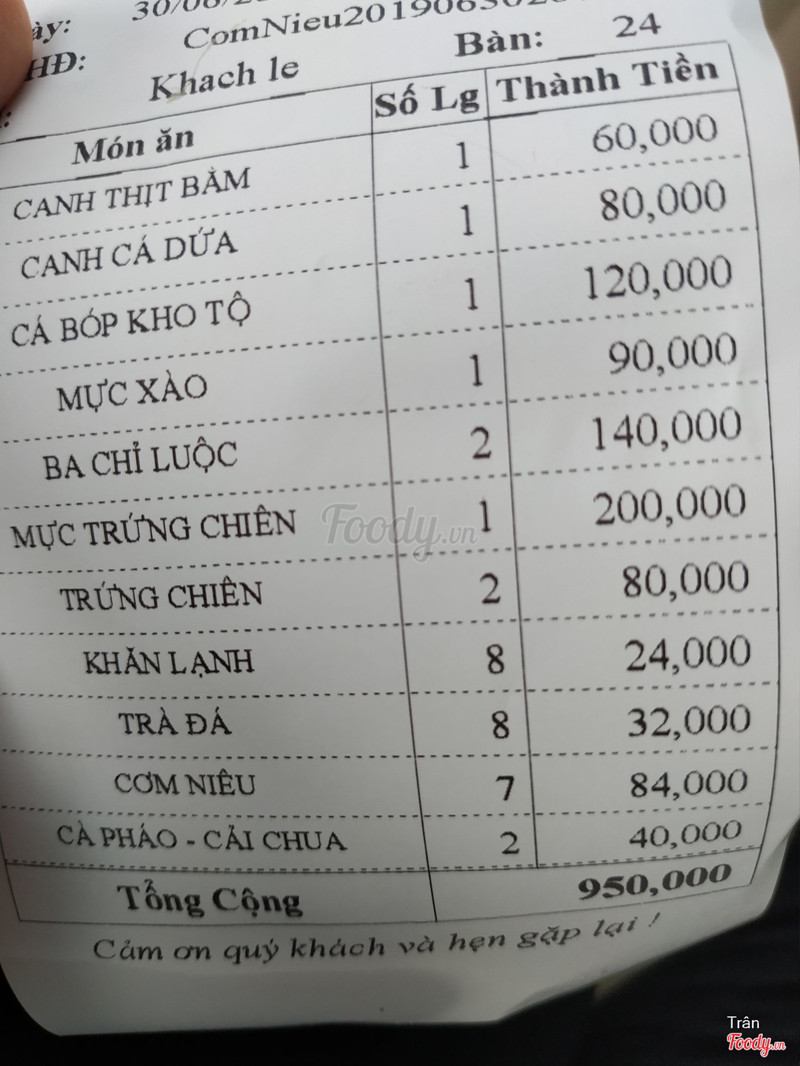 ày: 30/06/2
HĐ: ComNieu20190630
Khach le Bàn: 24
Món ăn Số Lg Thành Tiền
CANH THỊT BẰM 1 60,000
CANH CÁ DỨA 1 80,000
CÁ BÓP KHO TỘ 1 120,000
MỰC XÀO 1 90,000
BA CHỈ LUỘC 2 140,000
MỰC TRỨNG CHIÊN 1 200,000
TRỨNG CHIÊN 2 80,000
KHĂN LẠNH 8 24,000
TRÀ ĐÁ 8 32,000
CƠM NIÊU 7 84,000
CÀ PHÁO - CẢI CHUA 2 40,000
Tổng Cộng 950,000
Cảm ơn quý khách và hẹn gặp lại !
Foody.vn
Trân
Foody.vn